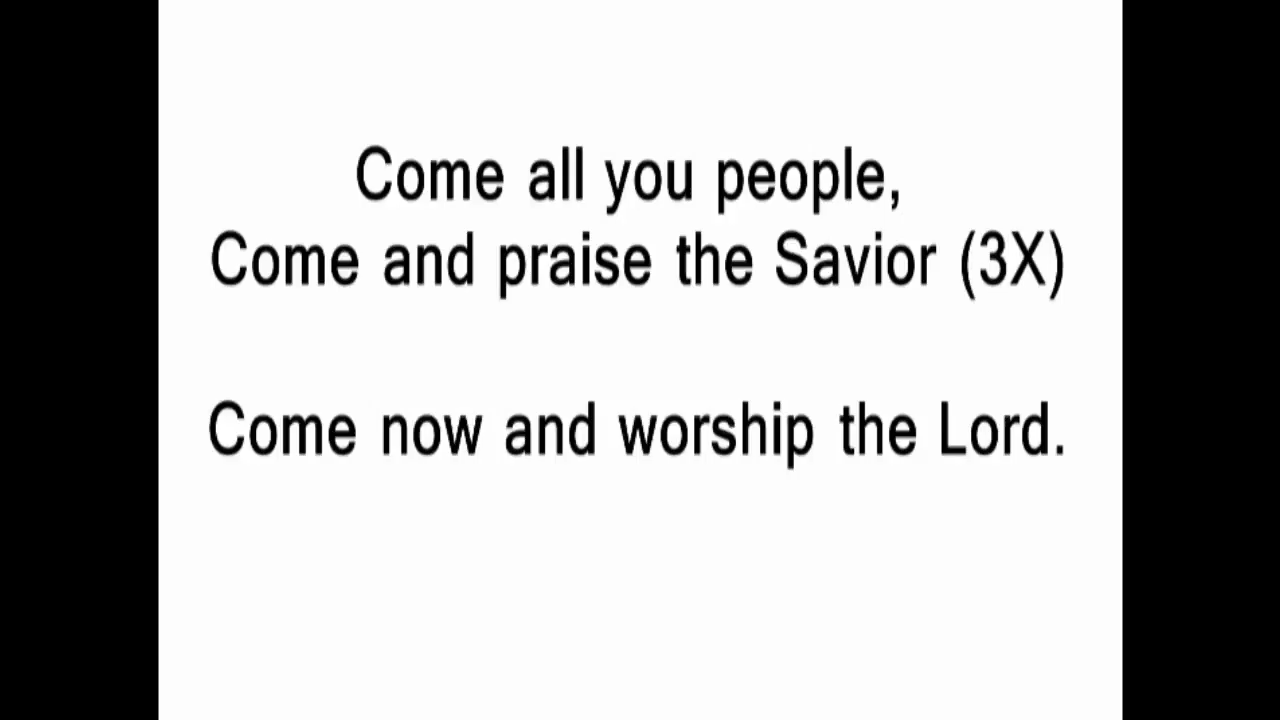 Come all you people,
Come and praise the Savior (3X)
Come now and worship the Lord.